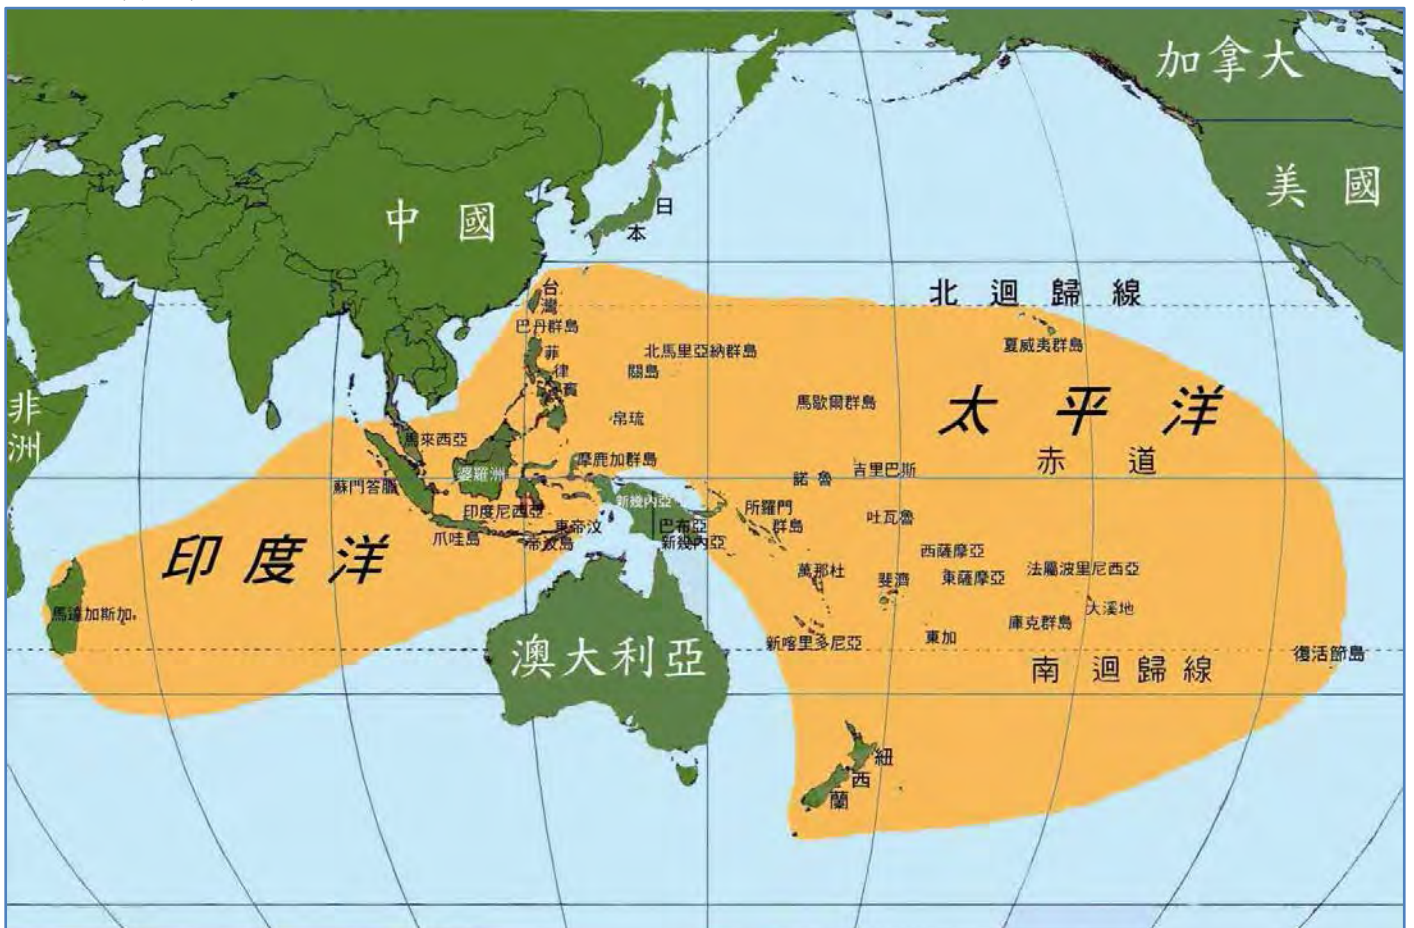 加拿大
美國
中國
日
本
台
灣
北迴歸線
巴丹群島
夏威夷群島
菲
律
賓
北馬里亞納群島
關島
太平洋
馬歇爾群島
非
洲
帛琉
馬來西亞
赤道
摩鹿加群島
吉里巴斯
婆羅洲
諾魯
蘇門答臘
新幾內亞
所羅門
群島
印度尼西亞
吐瓦魯
東帝汶
巴布亞
新幾內亞
爪哇島
帝汶島
西薩摩亞
印度洋
萬那杜
斐濟
東薩摩亞
法屬波里尼西亞
大溪地
馬達加斯加
庫克群島
新喀里多尼亞
東加
澳大利亞
復活節島
南迴歸線
紐
西
蘭